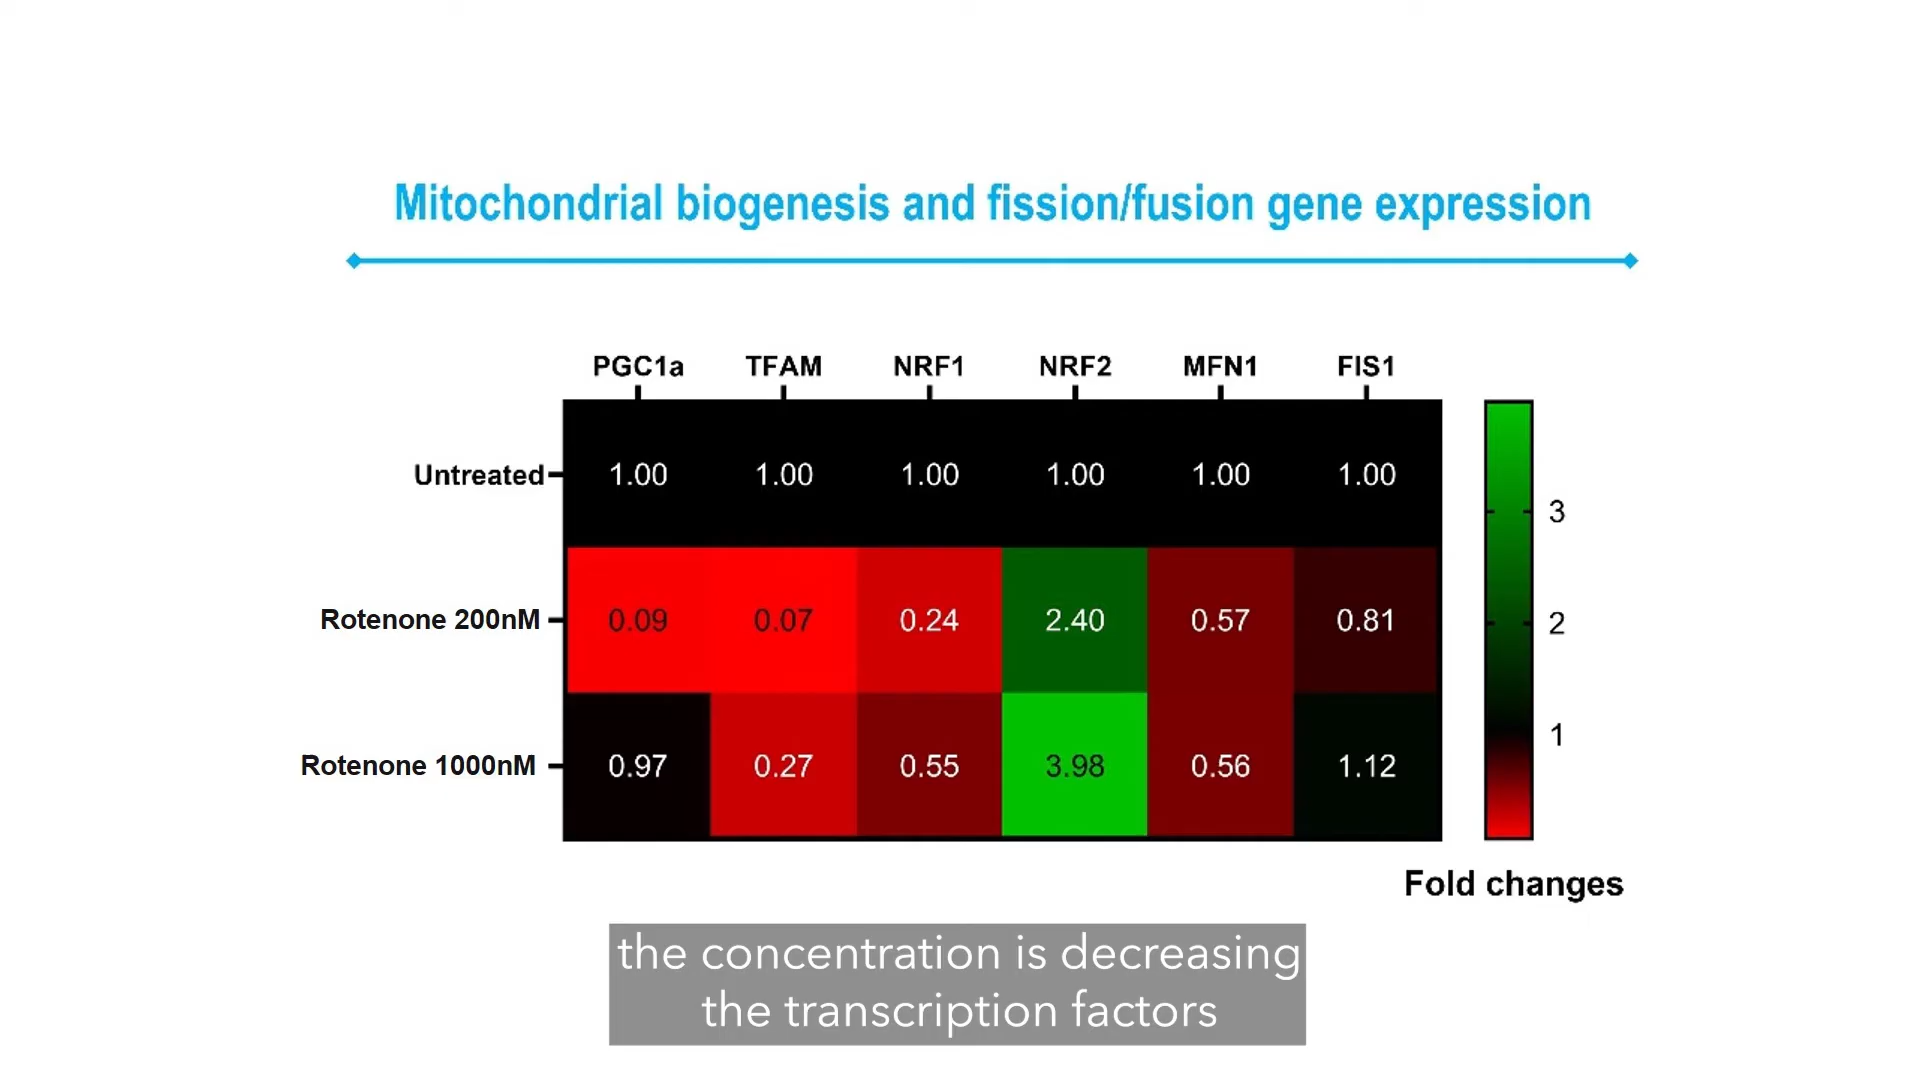 Mitochondrial biogenesis and fission/fusion gene expression
PGC1a TFAM NRF1 NRF2 MFN1 FIS1
Untreated 1.00 1.00 1.00 1.00 1.00 1.00
Rotenone 200nM 0.09 0.07 0.24 2.40 0.57 0.81
Rotenone 1000nM 0.97 0.27 0.55 3.98 0.56 1.12
3
2
1
Fold changes
the concentration is decreasing
the transcription factors